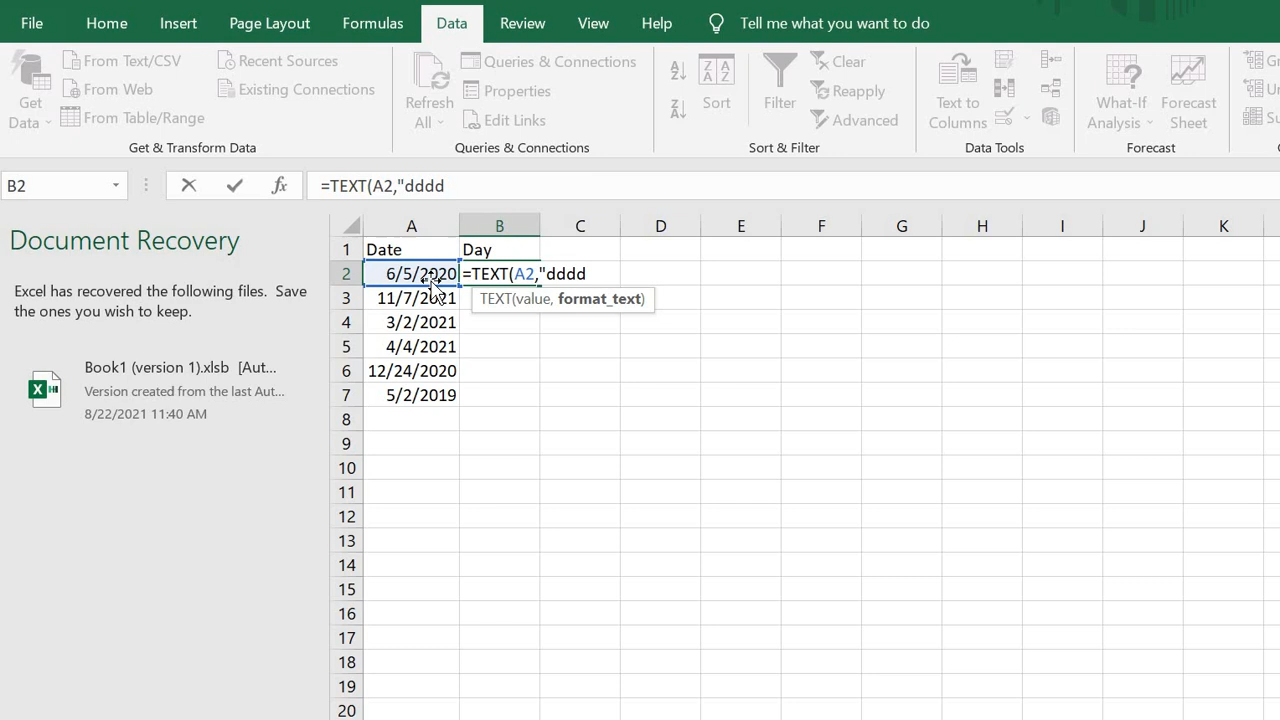 File Home Insert Page Layout Formulas Data Review View Help Tell me what you want to do
Get Data
From Text/CSV
From Web
From Table/Range
Recent Sources
Existing Connections
Get & Transform Data
Refresh All
Queries & Connections
Properties
Edit Links
Queries & Connections
Sort
Filter
Clear
Reapply
Advanced
Sort & Filter
Text to Columns
Data Tools
What-If Analysis
Forecast Sheet
Forecast
B2 fx =TEXT(A2,"dddd
Document Recovery
Excel has recovered the following files. Save
the ones you wish to keep.
Book1 (version 1).xlsb [Aut...
Version created from the last Aut...
8/22/2021 11:40 AM
A B C D E F G H I J K
1 Date Day
2 6/5/2020 =TEXT(A2,"dddd
3 11/7/2021 TEXT(value, format_text)
4 3/2/2021
5 4/4/2021
6 12/24/2020
7 5/2/2019
8
9
10
11
12
13
14
15
16
17
18
19
20